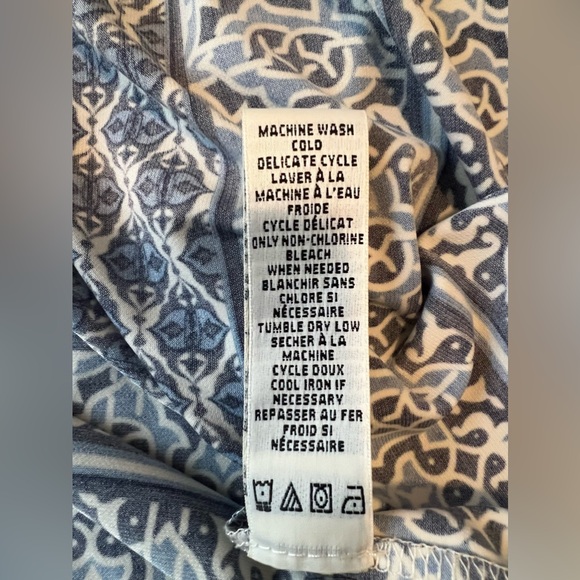 MACHINE WASH
COLD
DELICATE CYCLE
LAVER À LA
MACHINE À L'EAU
FROIDE
CYCLE DÉLICAT
ONLY NON-CHLORINE
BLEACH
WHEN NEEDED
BLANCHIR SANS
CHLORE SI
NÉCESSAIRE
TUMBLE DRY LOW
SECHER À LA
MACHINE
CYCLE DOUX
COOL IRON IF
NECESSARY
REPASSER AU FER
FROID SI
NÉCESSAIRE